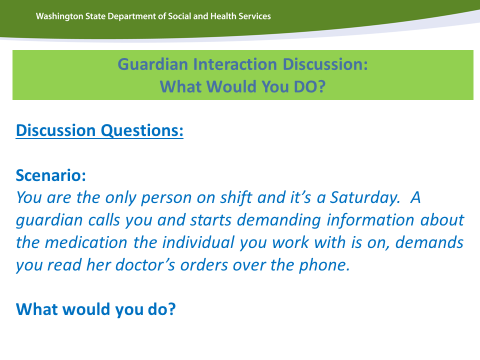 Washington State Department of Social and Health Services
Guardian Interaction Discussion:
What Would You DO?
Discussion Questions:
Scenario:
You are the only person on shift and it’s a Saturday.  A
guardian calls you and starts demanding information about
the medication the individual you work with is on, demands
you read her doctor’s orders over the phone.
What would you do?